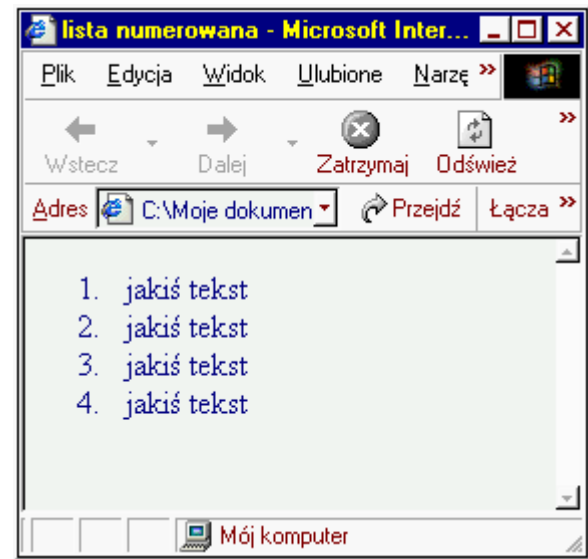 lista numerowana - Microsoft Inter...
Plik Edycja Widok Ulubione Narzę »
Wstecz Dalej Zatrzymaj Odśwież »
Adres C:\Moje dokumen Przejdź Łącza »
1. jakiś tekst
2. jakiś tekst
3. jakiś tekst
4. jakiś tekst
Mój komputer